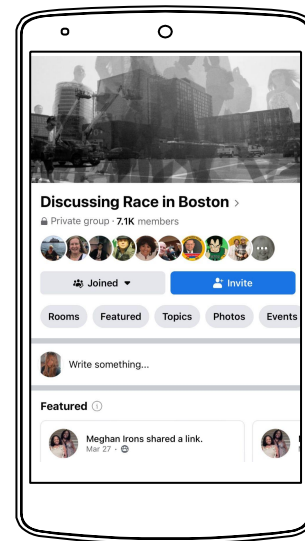 Discussing Race in Boston >
Private group · 7.1K members
Joined
Invite
Rooms Featured Topics Photos Events
Write something...
Featured
Meghan Irons shared a link.
Mar 27 ·